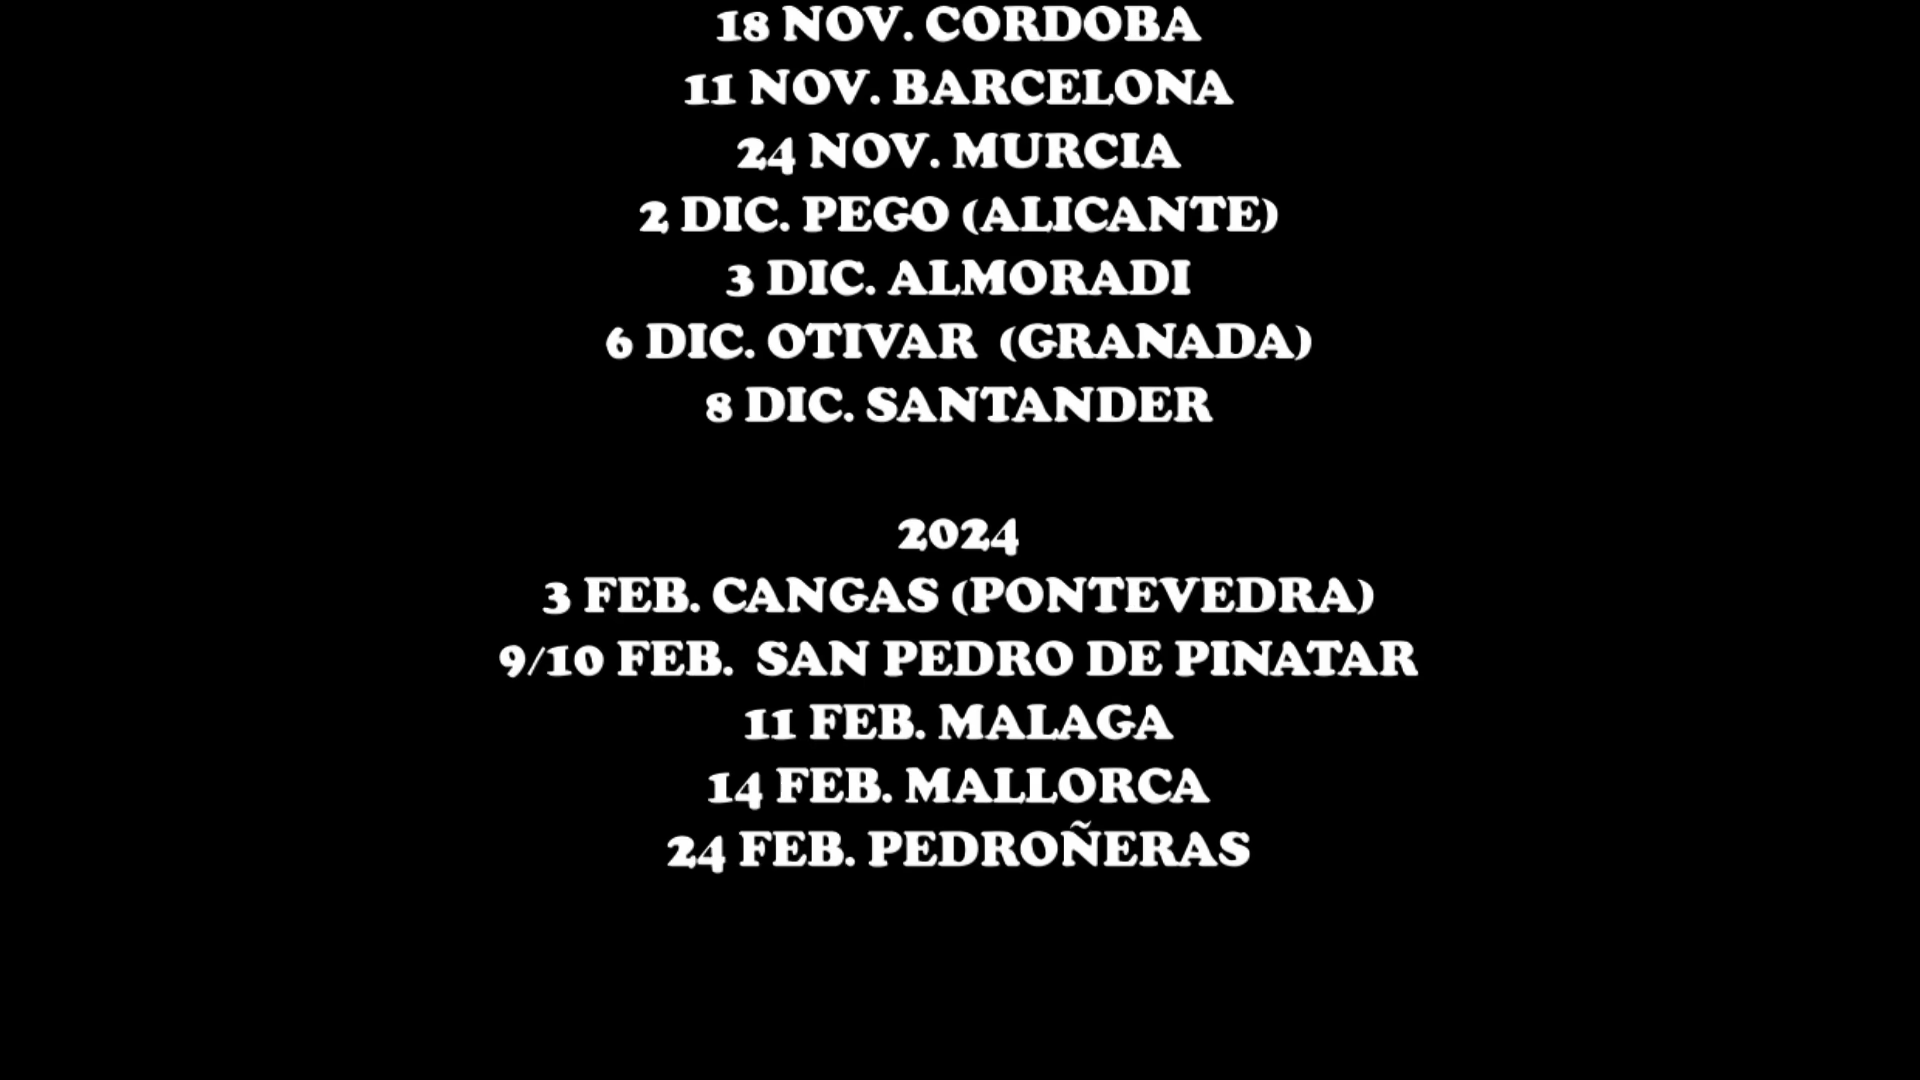 18 NOV. CORDOBA
11 NOV. BARCELONA
24 NOV. MURCIA
2 DIC. PEGO (ALICANTE)
3 DIC. ALMORADI
6 DIC. OTIVAR (GRANADA)
8 DIC. SANTANDER
2024
3 FEB. CANGAS (PONTEVEDRA)
9/10 FEB. SAN PEDRO DE PINATAR
11 FEB. MALAGA
14 FEB. MALLORCA
24 FEB. PEDROÑERAS